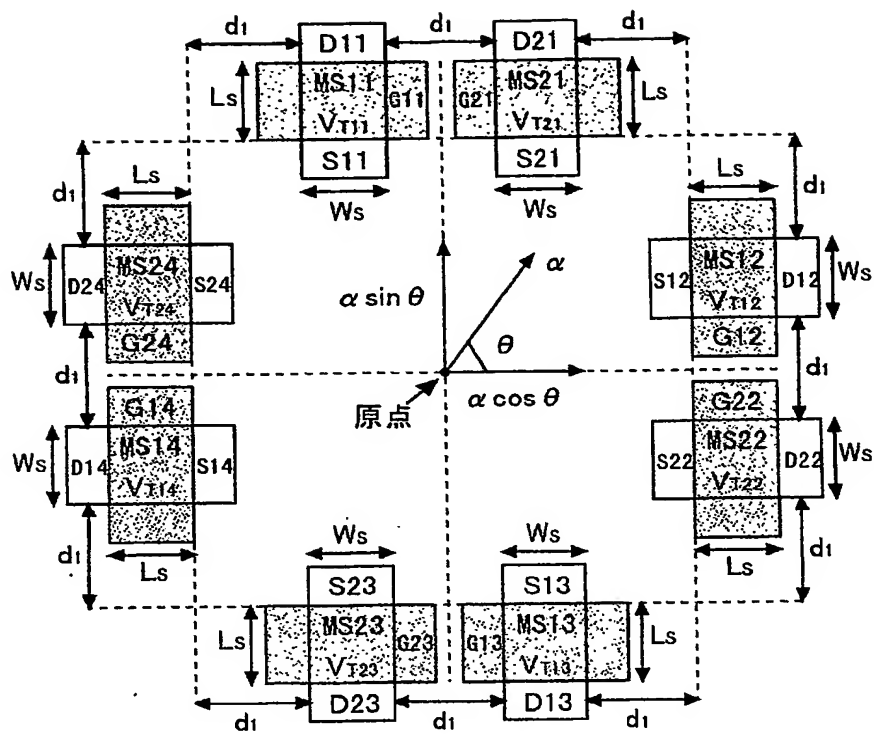 d1 d1 d1
D11 D21
Ls MS11 G11 G21 MS21 Ls
VT11 VT21
S11 S21
Ws Ws
d1 Ls Ls d1
Ws D24 MS24 S24 S12 MS12 D12 Ws
VT24 VT12
G24 G12
α sin θ α
θ
α cos θ
原点
d1 d1
G14 G22
Ws D14 MS14 S14 S22 MS22 D22 Ws
VT14 VT22
d1 Ls Ls d1
Ws Ws
S23 S13
Ls MS23 G23 G13 MS13 Ls
VT23 VT13
D23 D13
d1 d1 d1